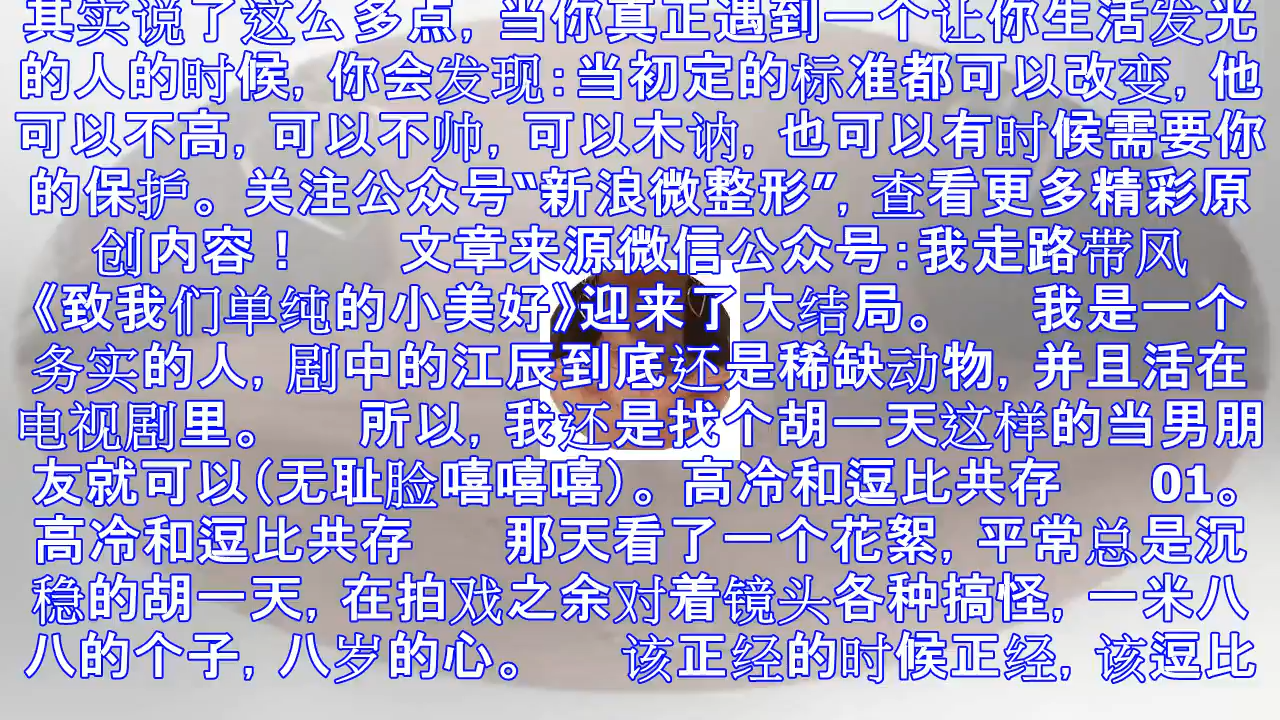 其实说了这么多点, 当你真正遇到一个让你生活发光
的人的时候, 你会发现:当初定的标准都可以改变, 他
可以不高, 可以不帅, 可以木讷, 也可以有时候需要你
的保护。关注公众号“新浪微整形”, 查看更多精彩原
创内容！　　文章来源微信公众号:我走路带风
《致我们单纯的小美好》迎来了大结局。　　我是一个
务实的人, 剧中的江辰到底还是稀缺动物, 并且活在
电视剧里。　　所以, 我还是找个胡一天这样的当男朋
友就可以(无耻脸嘻嘻嘻)。高冷和逗比共存　　01。
高冷和逗比共存　　那天看了一个花絮, 平常总是沉
稳的胡一天, 在拍戏之余对着镜头各种搞怪, 一米八
八的个子, 八岁的心。　　该正经的时候正经, 该逗比